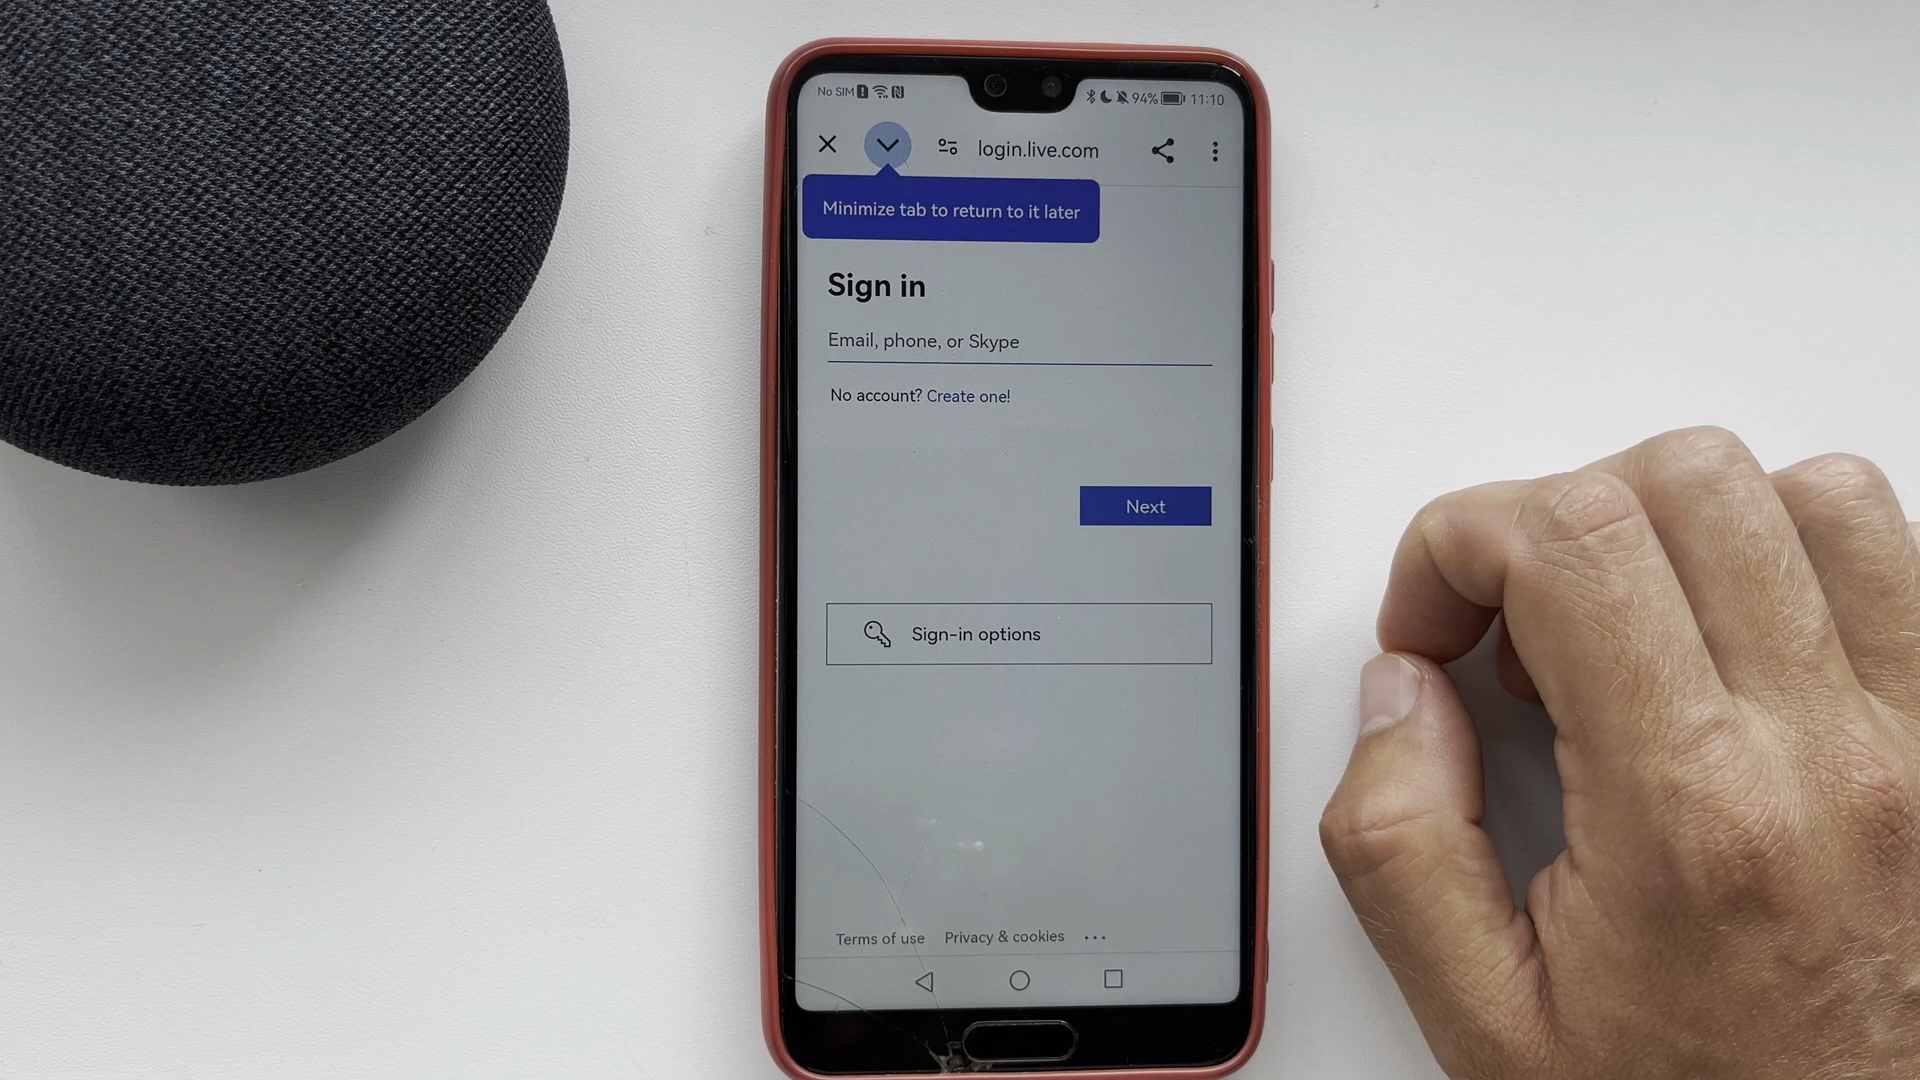 No SIM 94% 11:10
login.live.com
Minimize tab to return to it later
Sign in
Email, phone, or Skype
No account? Create one!
Next
Sign-in options
Terms of use Privacy & cookies ...